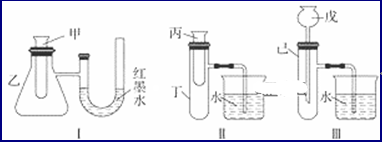 甲
乙
红
墨
水
Ⅰ
丙
丁
水
Ⅱ
戊
己
水
Ⅲ